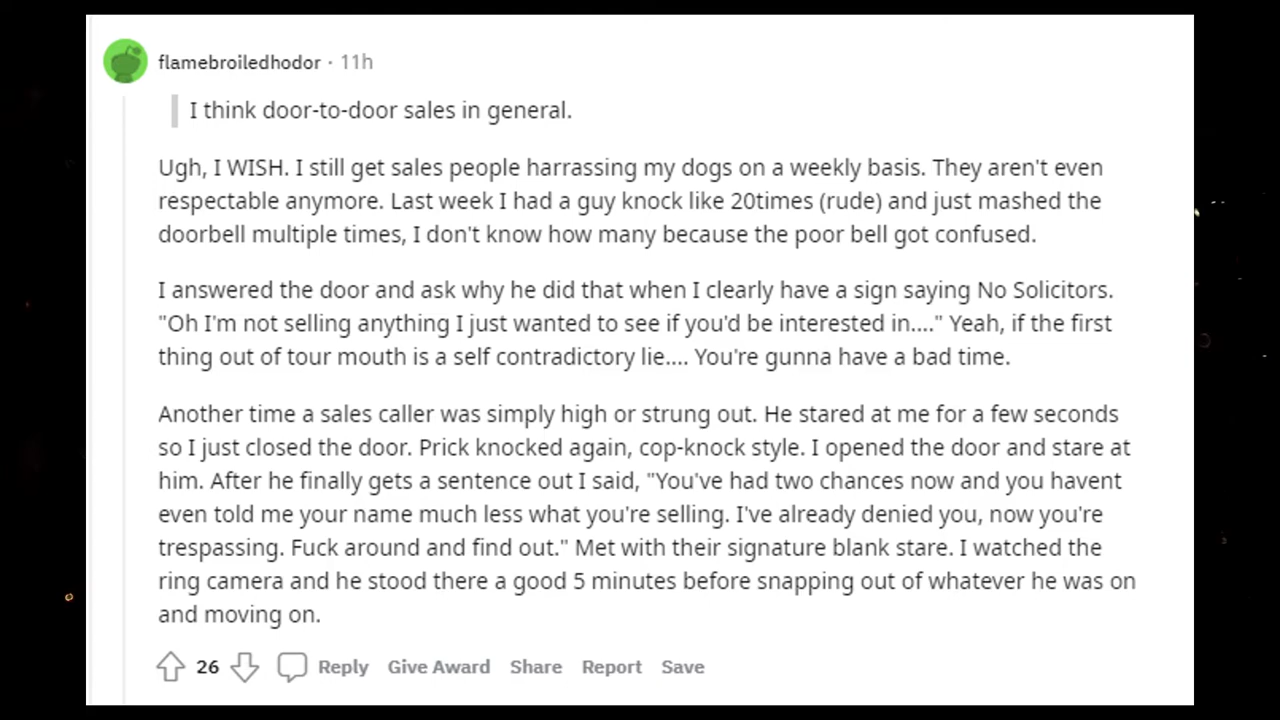 flamebroiledhodor · 11h
I think door-to-door sales in general.
Ugh, I WISH. I still get sales people harrassing my dogs on a weekly basis. They aren't even
respectable anymore. Last week I had a guy knock like 20times (rude) and just mashed the
doorbell multiple times, I don't know how many because the poor bell got confused.
I answered the door and ask why he did that when I clearly have a sign saying No Solicitors.
"Oh I'm not selling anything I just wanted to see if you'd be interested in...." Yeah, if the first
thing out of tour mouth is a self contradictory lie.... You're gunna have a bad time.
Another time a sales caller was simply high or strung out. He stared at me for a few seconds
so I just closed the door. Prick knocked again, cop-knock style. I opened the door and stare at
him. After he finally gets a sentence out I said, "You've had two chances now and you havent
even told me your name much less what you're selling. I've already denied you, now you're
trespassing. Fuck around and find out." Met with their signature blank stare. I watched the
ring camera and he stood there a good 5 minutes before snapping out of whatever he was on
and moving on.
26 Reply Give Award Share Report Save